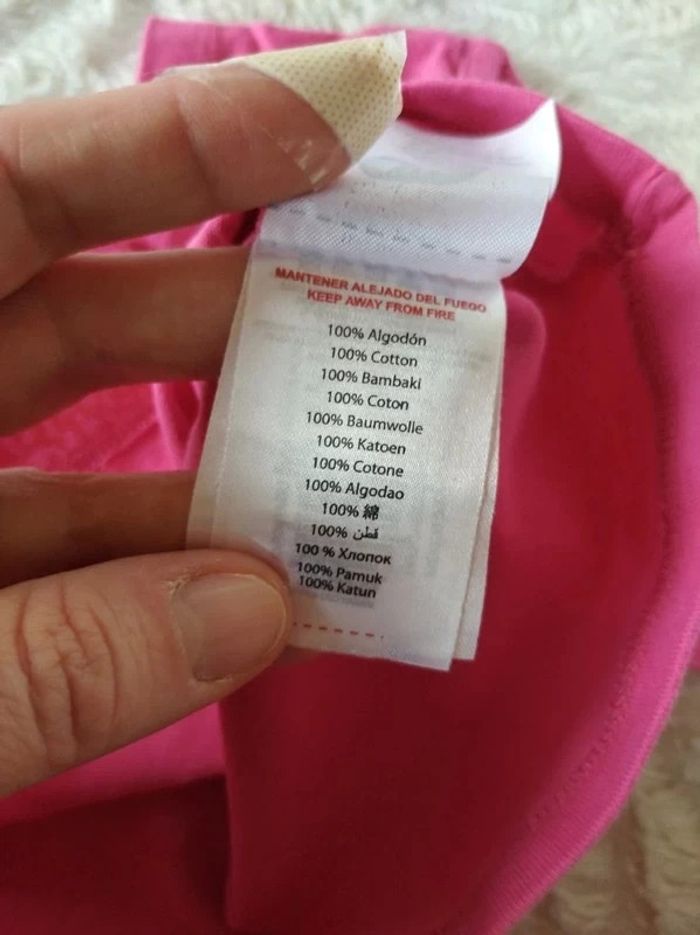 MANTENER ALEJADO DEL FUEGO
KEEP AWAY FROM FIRE
100% Algodón
100% Cotton
100% Bambaki
100% Coton
100% Baumwolle
100% Katoen
100% Cotone
100% Algodao
100% 綿
100% قطن
100 % Хлопок
100% Pamuk
100% Katun